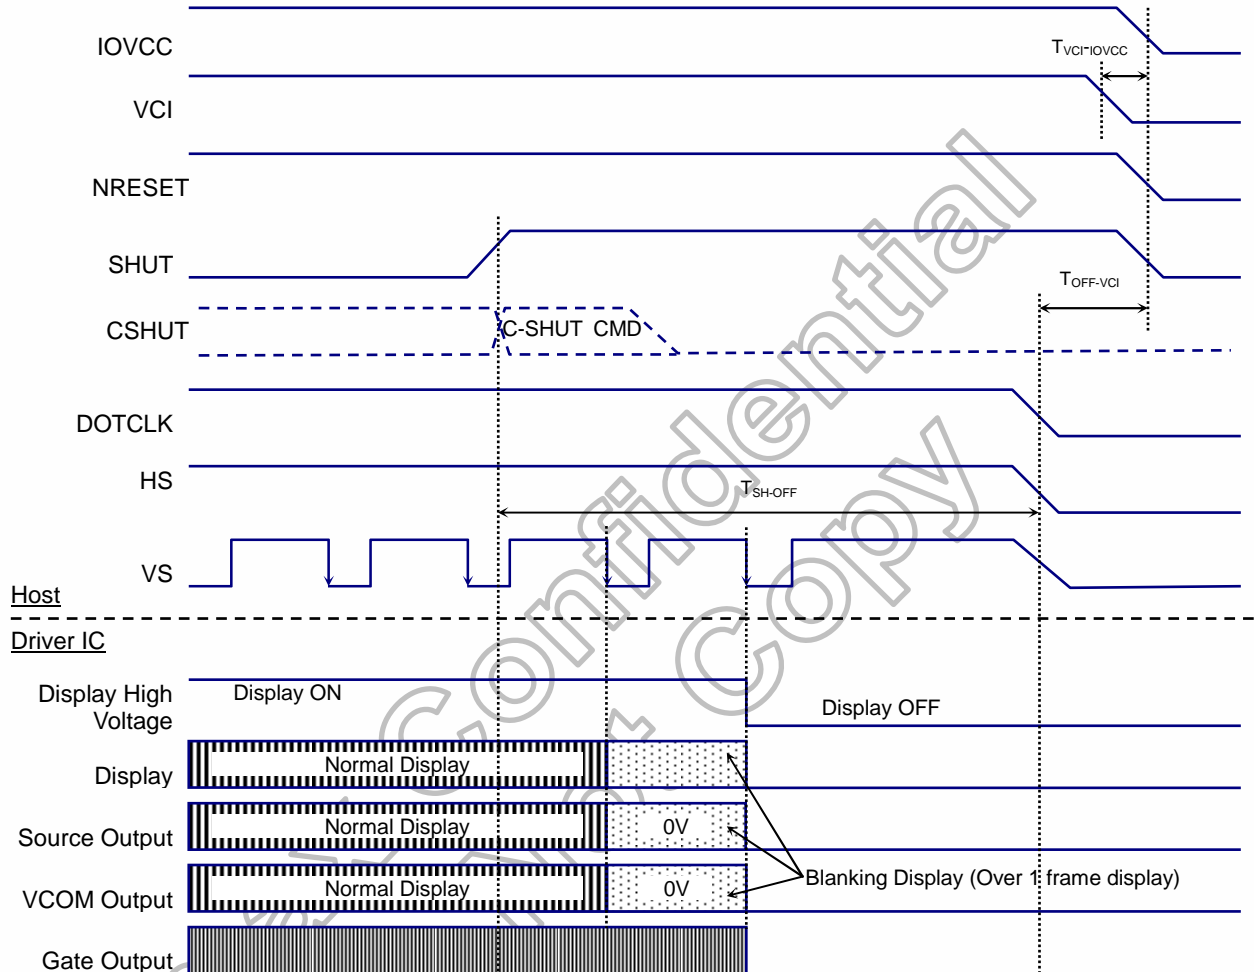 IOVCC
TVCI-IOVCC
VCI
NRESET
SHUT
TOFF-VCI
CSHUT
C-SHUT CMD
DOTCLK
HS
TSH-OFF
VS
Host
Driver IC
Display High
Voltage
Display ON
Display OFF
Display
Normal Display
Source Output
Normal Display
0V
VCOM Output
Normal Display
0V
Blanking Display (Over 1 frame display)
Gate Output
Confidential
Copy